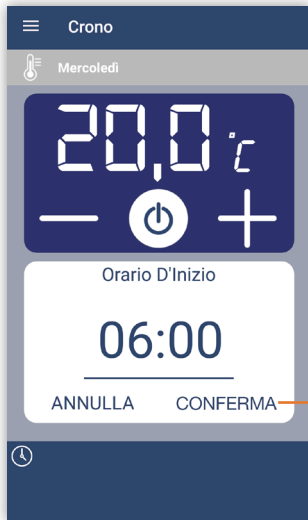 Crono
Mercoledì
20,0 °C
Orario D'Inizio
06:00
ANNULLA CONFERMA